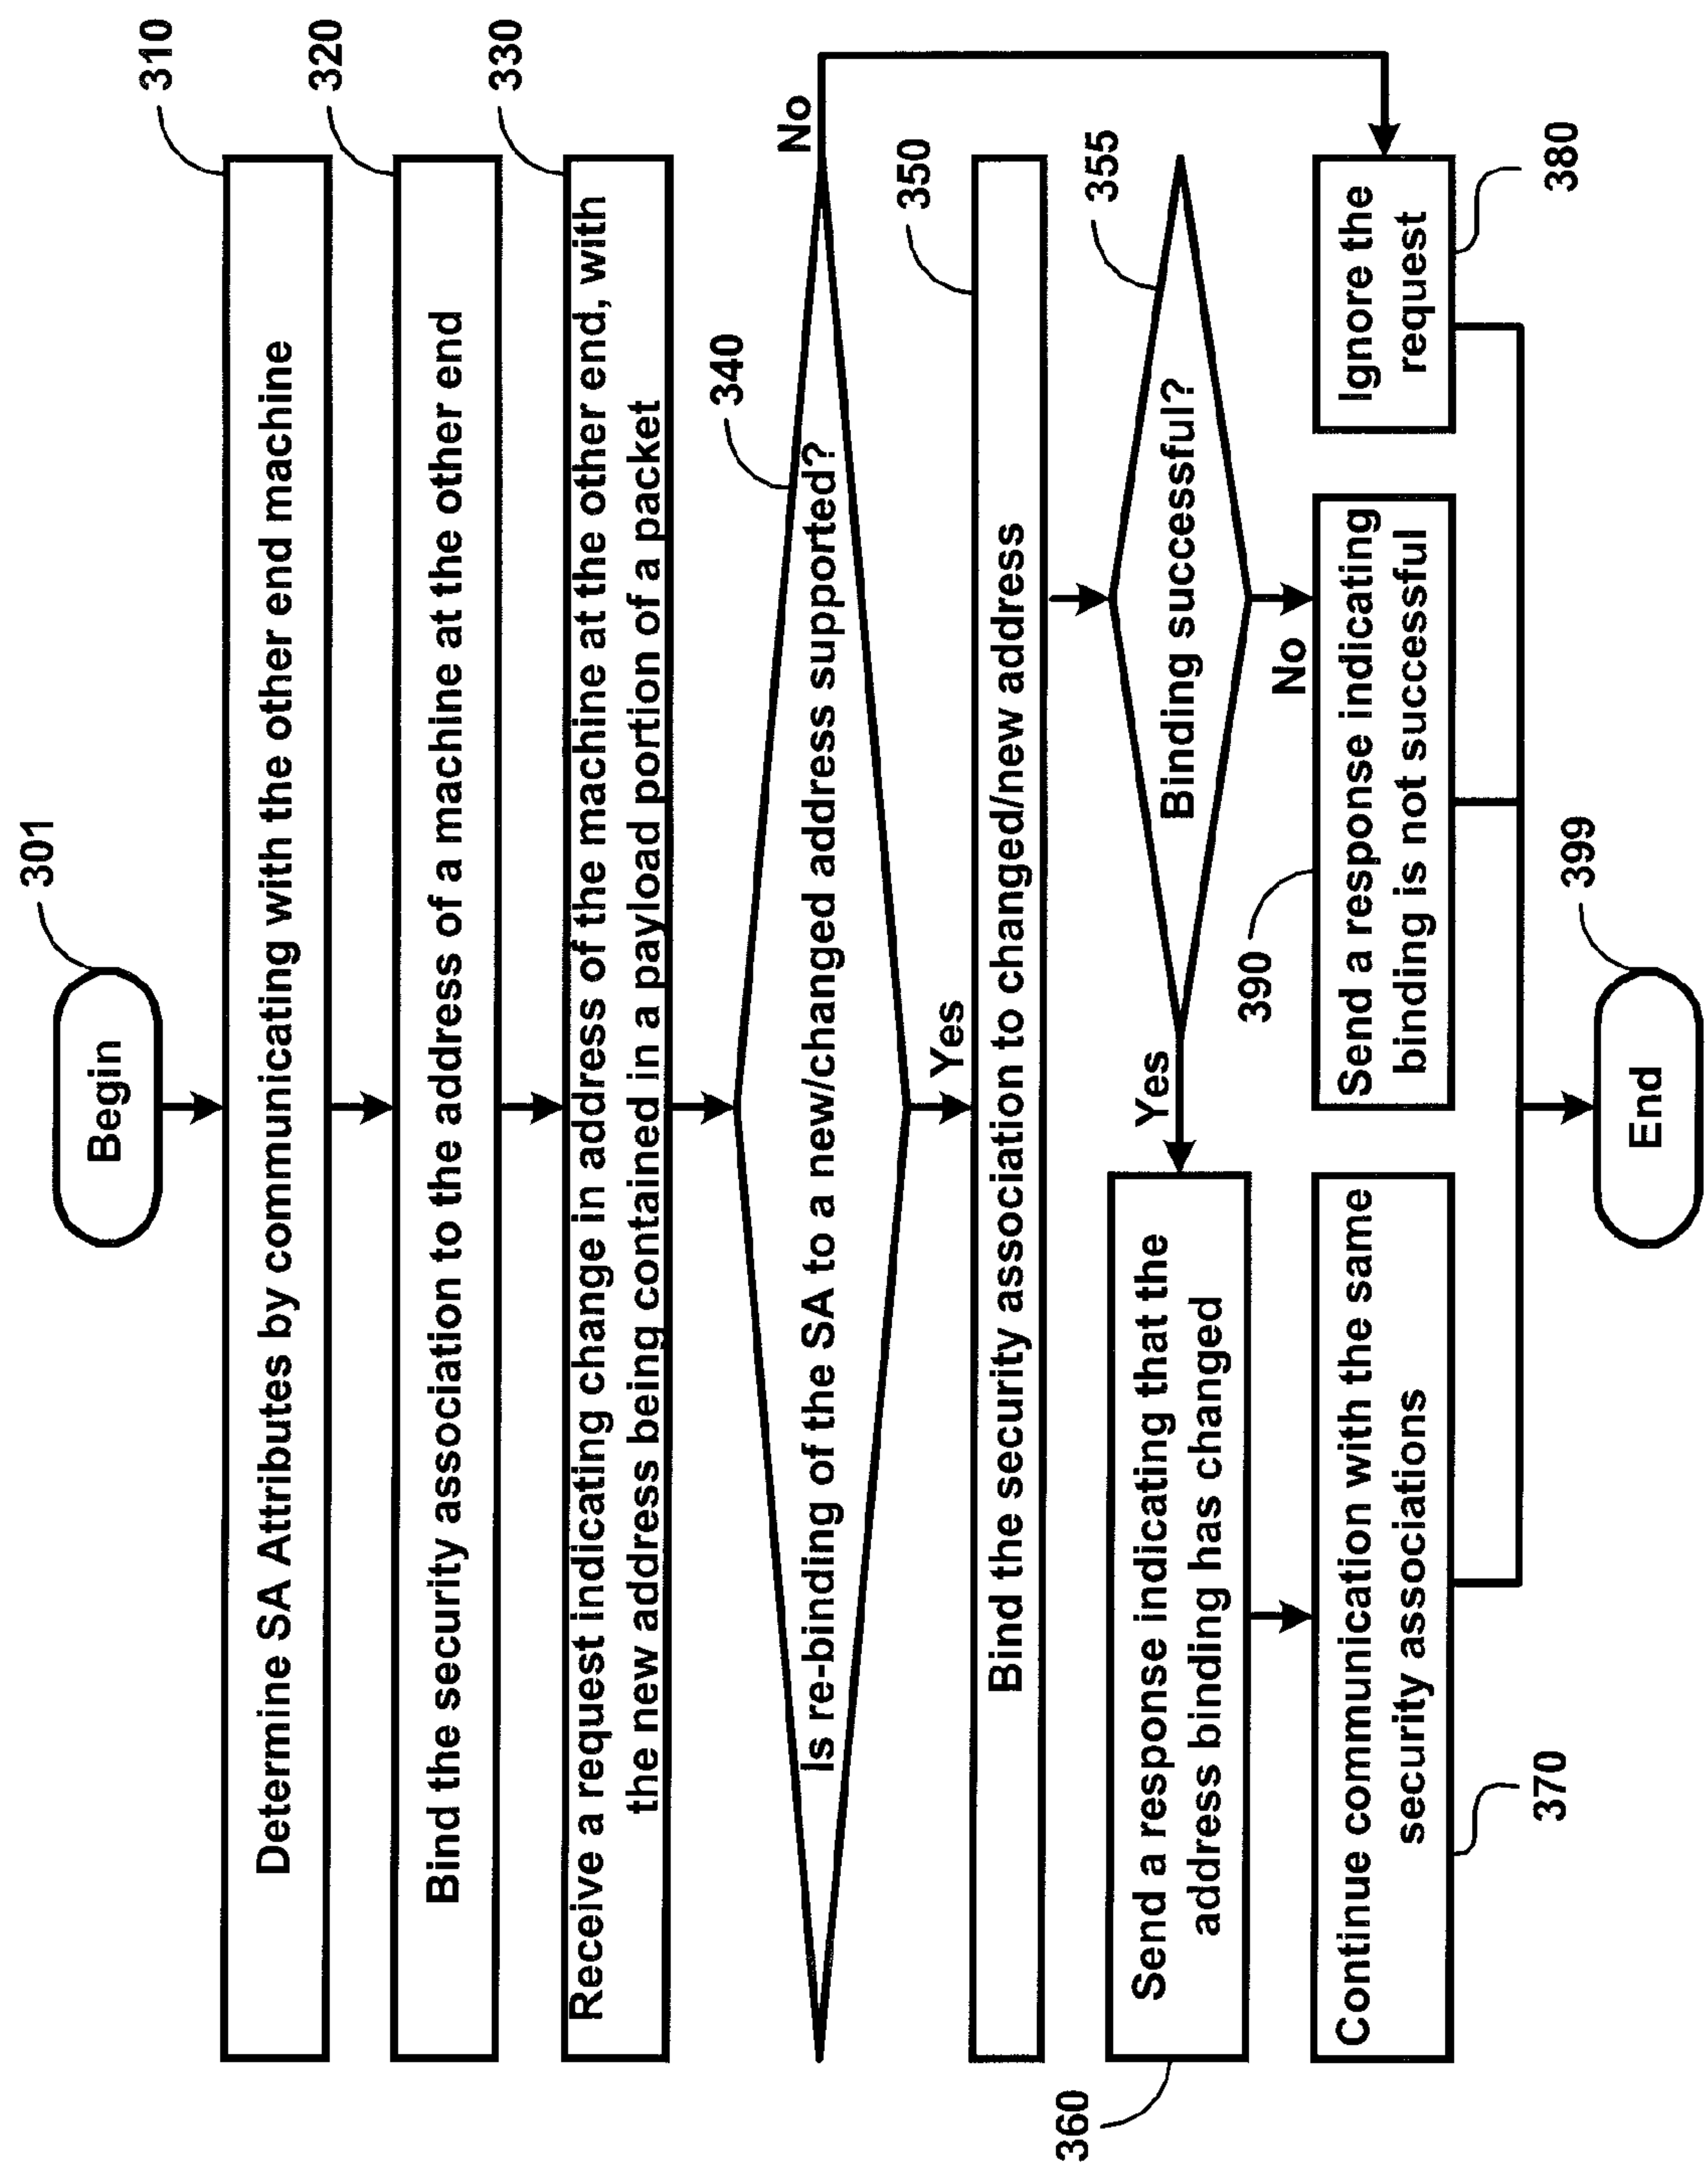 Begin
301
310
Determine SA Attributes by communicating with the other end machine
320
Bind the security association to the address of a machine at the other end
330
Receive a request indicating change in address of the machine at the other end, with
the new address being contained in a payload portion of a packet
340
Is re-binding of the SA to a new/changed address supported?
No
Yes
350
Bind the security association to changed/new address
355
Binding successful?
Yes
No
360
Send a response indicating that the
address binding has changed
390
Send a response indicating
binding is not successful
Ignore the
request
380
Continue communication with the same
security associations
370
399
End